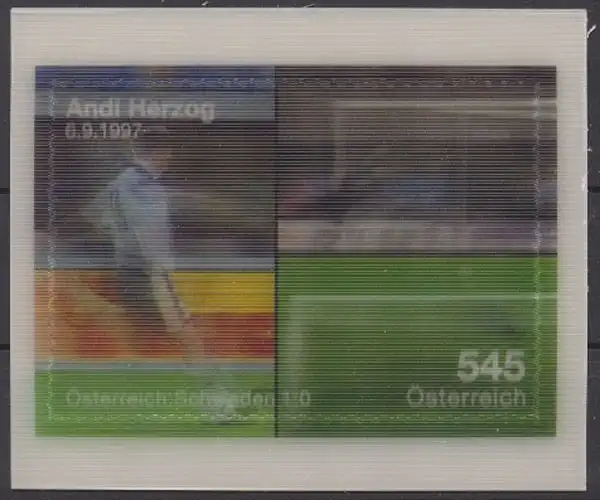 Andi Herzog
6.9.1997
545
Österreich:Schweden 1:0
Österreich